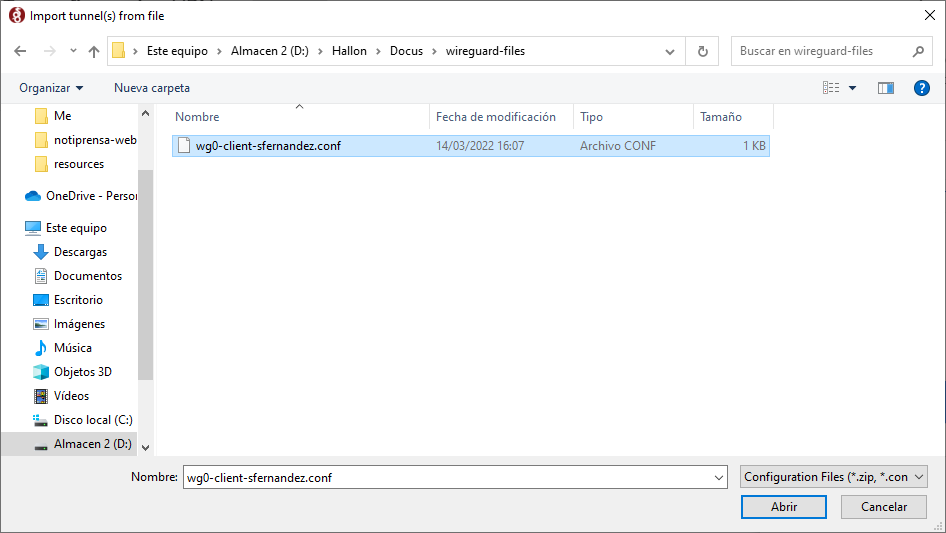 Import tunnel(s) from file
Este equipo > Almacen 2 (D:) > Hallon > Docus > wireguard-files
Buscar en wireguard-files
Organizar
Nueva carpeta
Nombre Fecha de modificación Tipo Tamaño
wg0-client-sfernandez.conf 14/03/2022 16:07 Archivo CONF 1 KB
Me
notiprensa-web
resources
OneDrive - Person
Este equipo
Descargas
Documentos
Escritorio
Imágenes
Música
Objetos 3D
Vídeos
Disco local (C:)
Almacen 2 (D:)
Nombre: wg0-client-sfernandez.conf
Configuration Files (*.zip, *.con
Abrir Cancelar